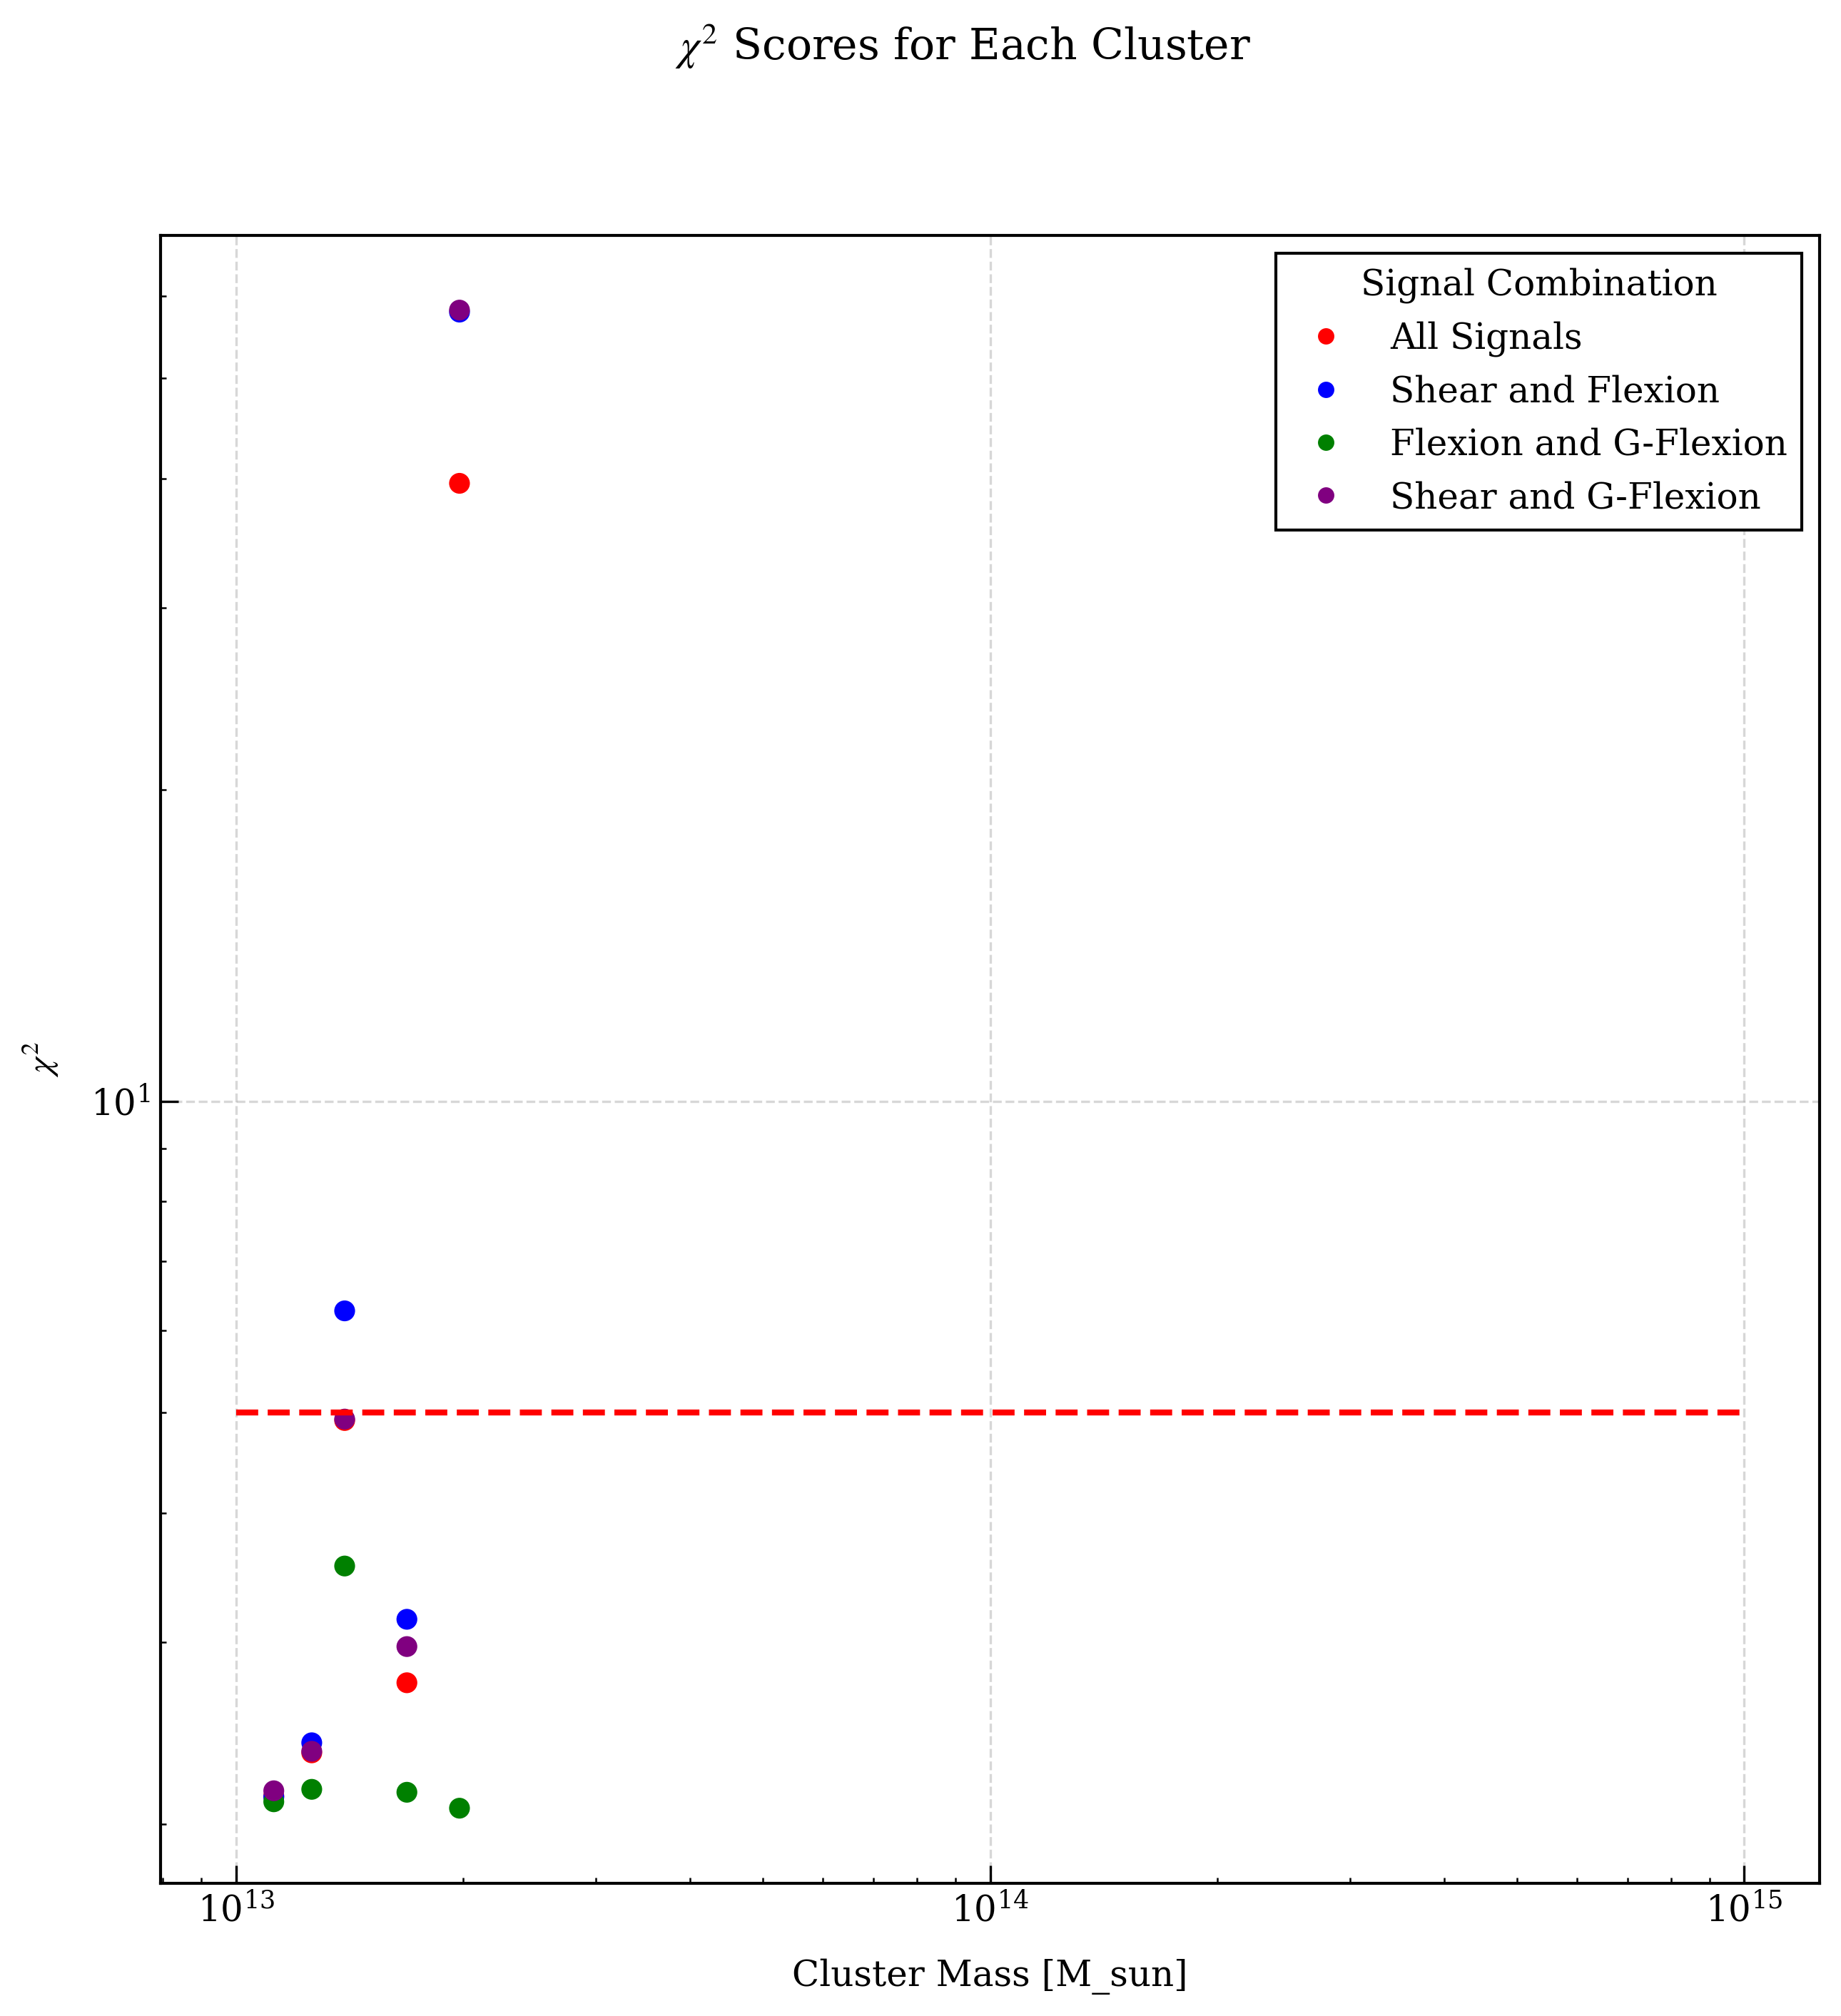 χ² Scores for Each Cluster
Signal Combination
All Signals
Shear and Flexion
Flexion and G-Flexion
Shear and G-Flexion
χ²
10¹
10¹³
10¹⁴
10¹⁵
Cluster Mass [M_sun]